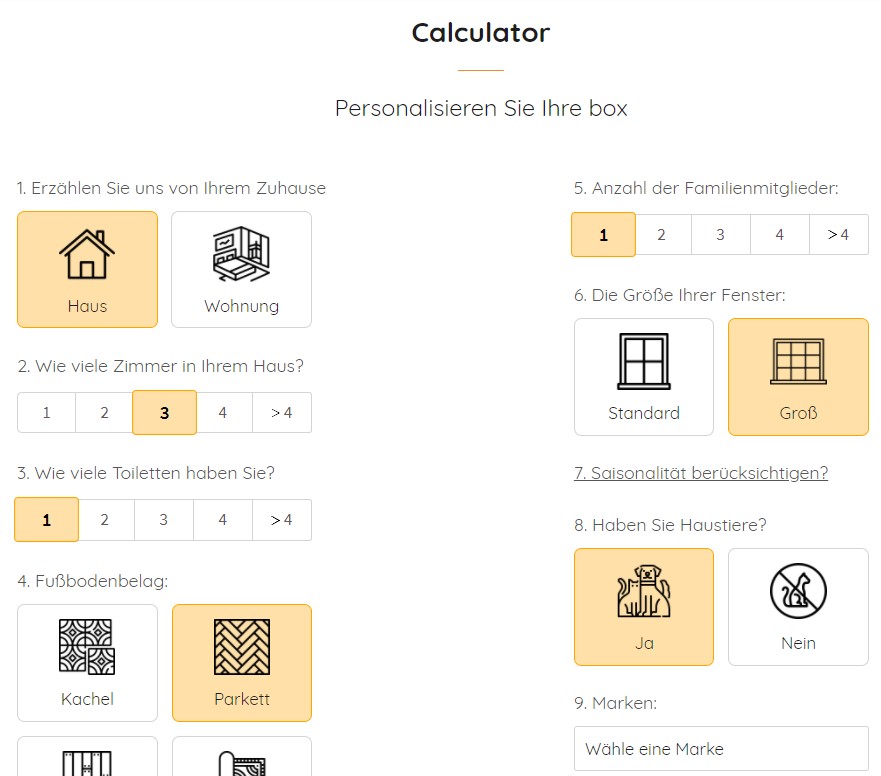 Calculator
Personalisieren Sie Ihre box
1. Erzählen Sie uns von Ihrem Zuhause
Haus
Wohnung
2. Wie viele Zimmer in Ihrem Haus?
1 2 3 4 > 4
3. Wie viele Toiletten haben Sie?
1 2 3 4 > 4
4. Fußbodenbelag:
Kachel
Parkett
5. Anzahl der Familienmitglieder:
1 2 3 4 > 4
6. Die Größe Ihrer Fenster:
Standard
Groß
7. Saisonalität berücksichtigen?
8. Haben Sie Haustiere?
Ja
Nein
9. Marken:
Wähle eine Marke